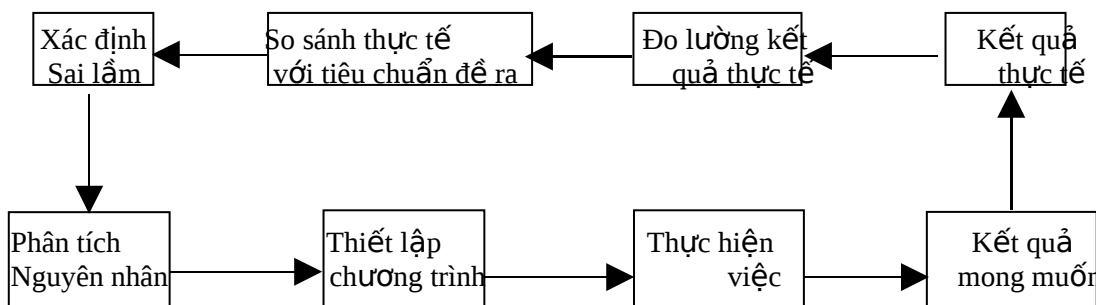 Xác định
Sai lầm
So sánh thực tế
với tiêu chuẩn đề ra
Đo lường kết
quả thực tế
Kết quả
thực tế
Phân tích
Nguyên nhân
Thiết lập
chương trình
Thực hiện
việc
Kết quả
mong muốn